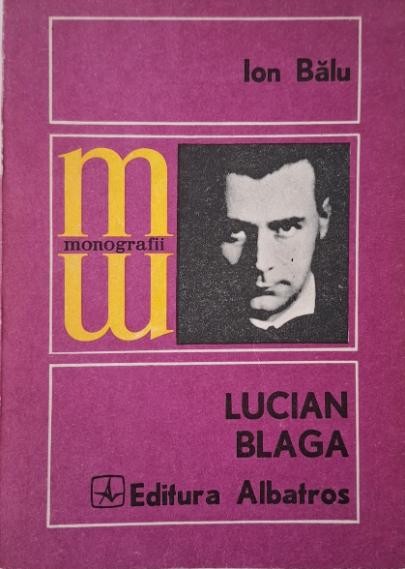 Ion Bălu
m
monografii
m
LUCIAN
BLAGA
Editura Albatros